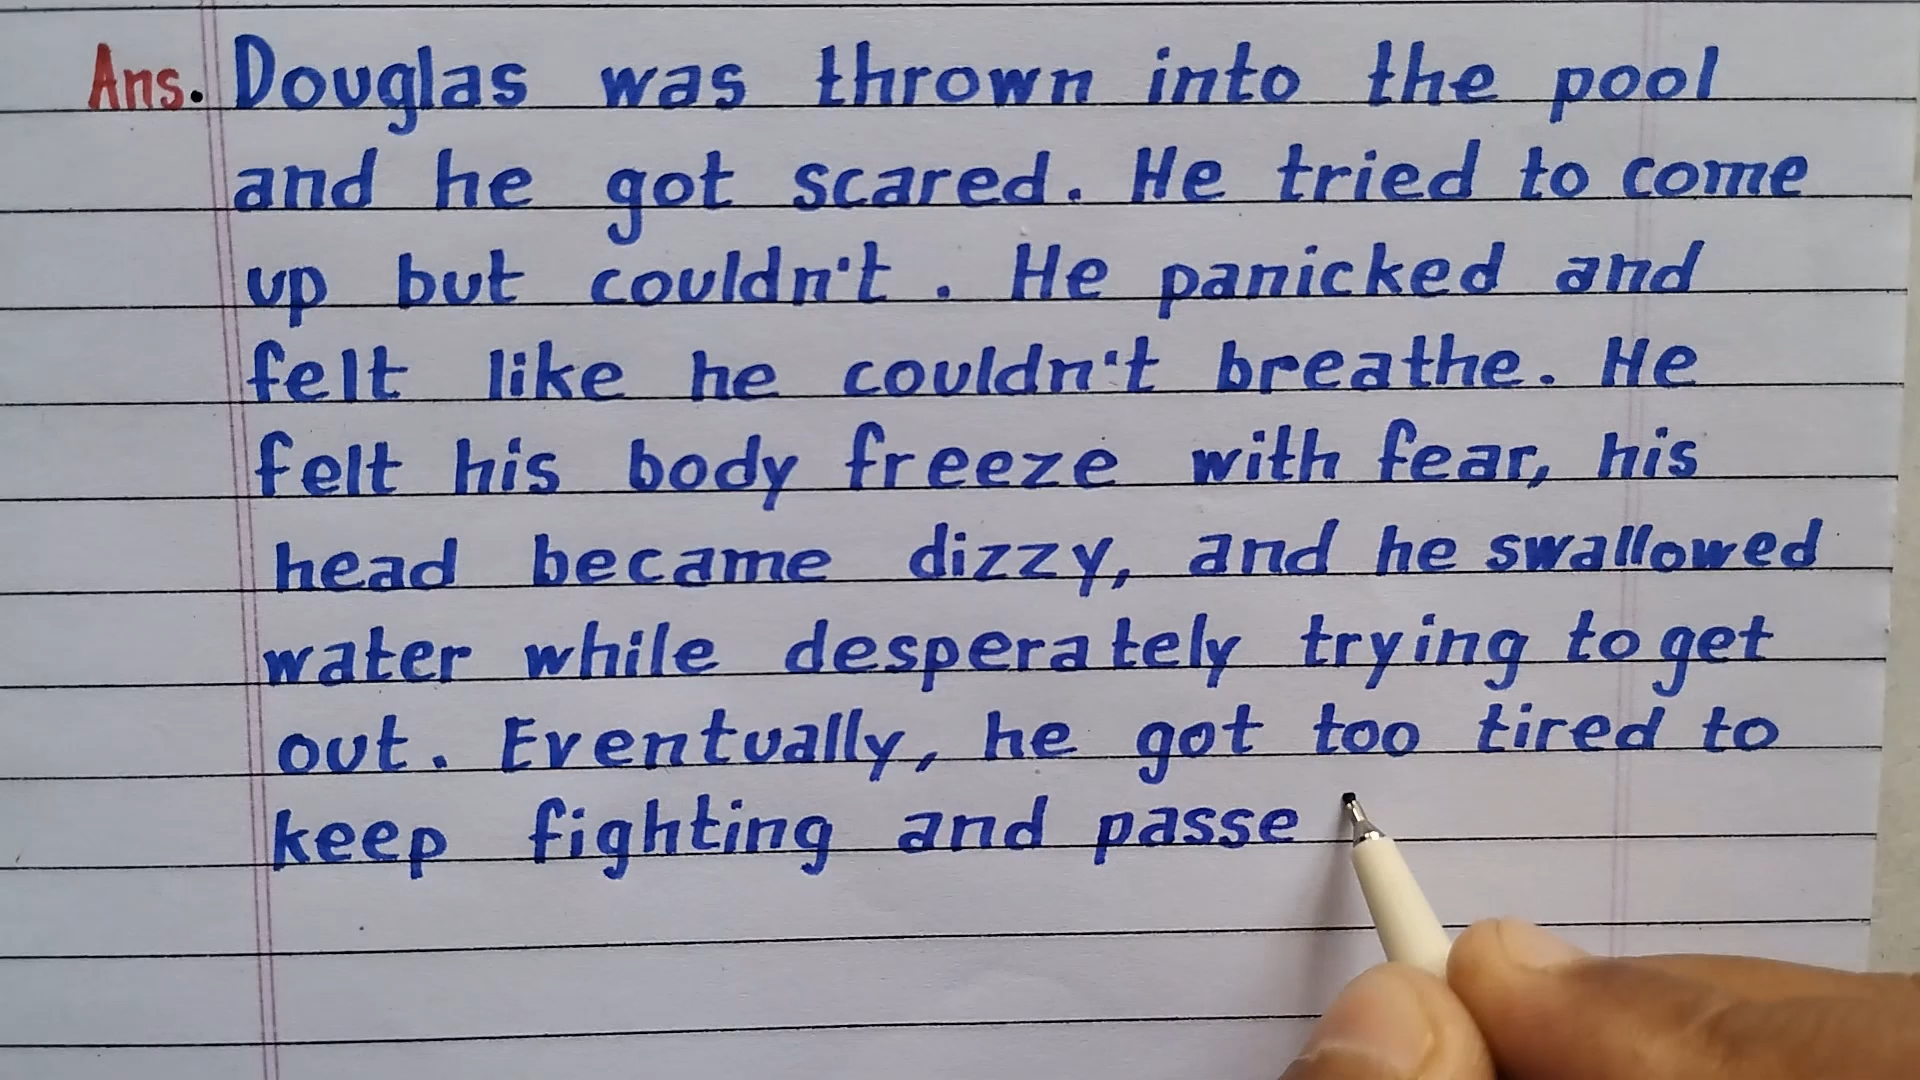 Ans. Douglas was thrown into the pool
and he got scared. He tried to come
up but couldn't. He panicked and
felt like he couldn't breathe. He
felt his body freeze with fear, his
head became dizzy, and he swallowed
water while desperately trying to get
out. Eventually, he got too tired to
keep fighting and passe